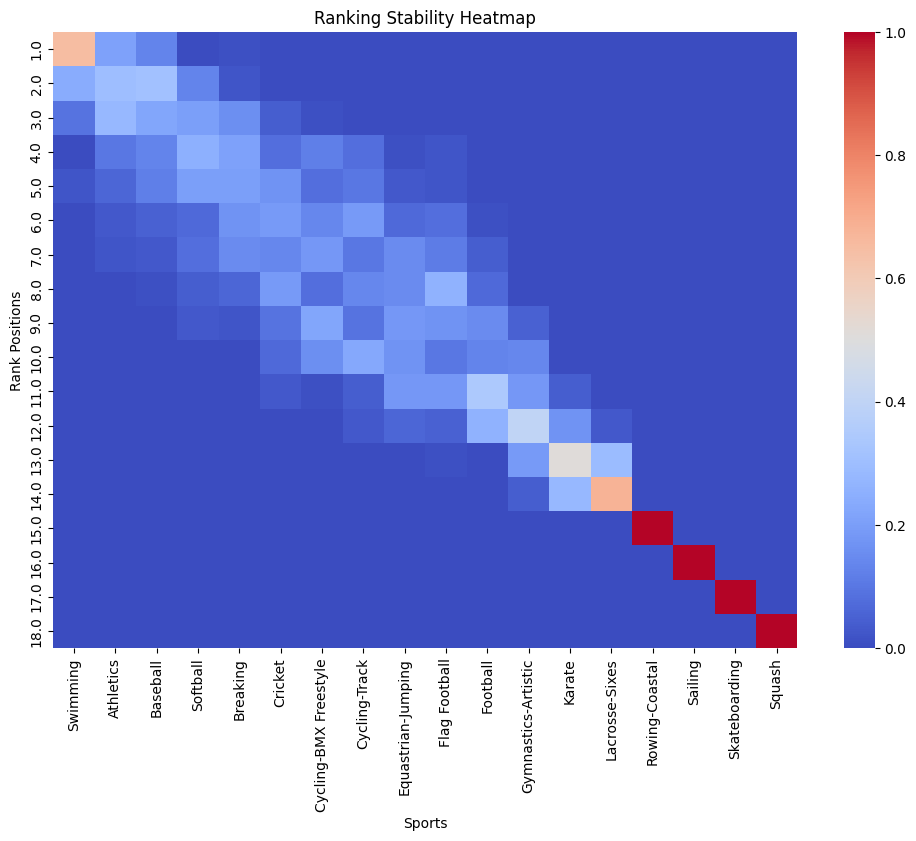 Ranking Stability Heatmap
Rank Positions
1.0
2.0
3.0
4.0
5.0
6.0
7.0
8.0
9.0
10.0
11.0
12.0
13.0
14.0
15.0
16.0
17.0
18.0
Swimming
Athletics
Baseball
Softball
Breaking
Cricket
Cycling-BMX Freestyle
Cycling-Track
Equestrian-Jumping
Flag Football
Football
Gymnastics-Artistic
Karate
Lacrosse-Sixes
Rowing-Coastal
Sailing
Skateboarding
Squash
Sports
1.0
0.8
0.6
0.4
0.2
0.0